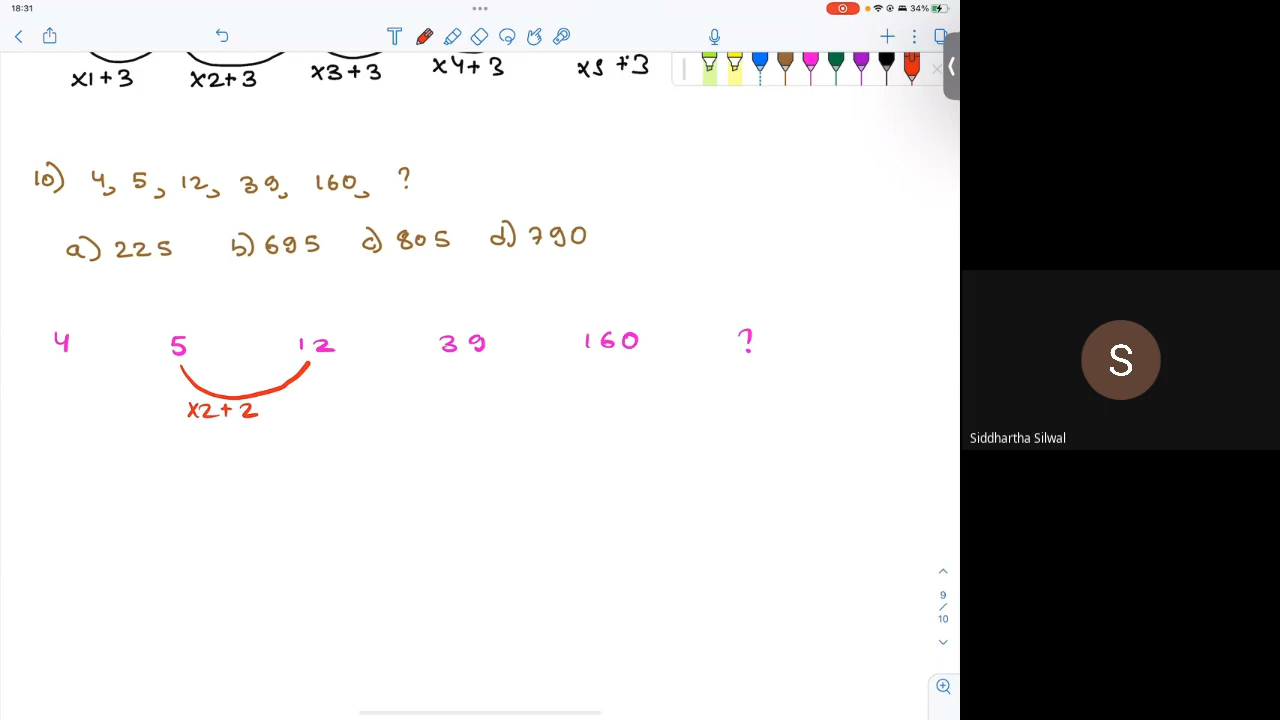 18:31 34%
x1+3 x2+3 x3+3 x4+3 x5+3
10) 4, 5, 12, 39, 160, ?
a) 225 b) 695 c) 805 d) 790
4 5 12 39 160 ?
x2+2
S
Siddhartha Silwal
9
/
10